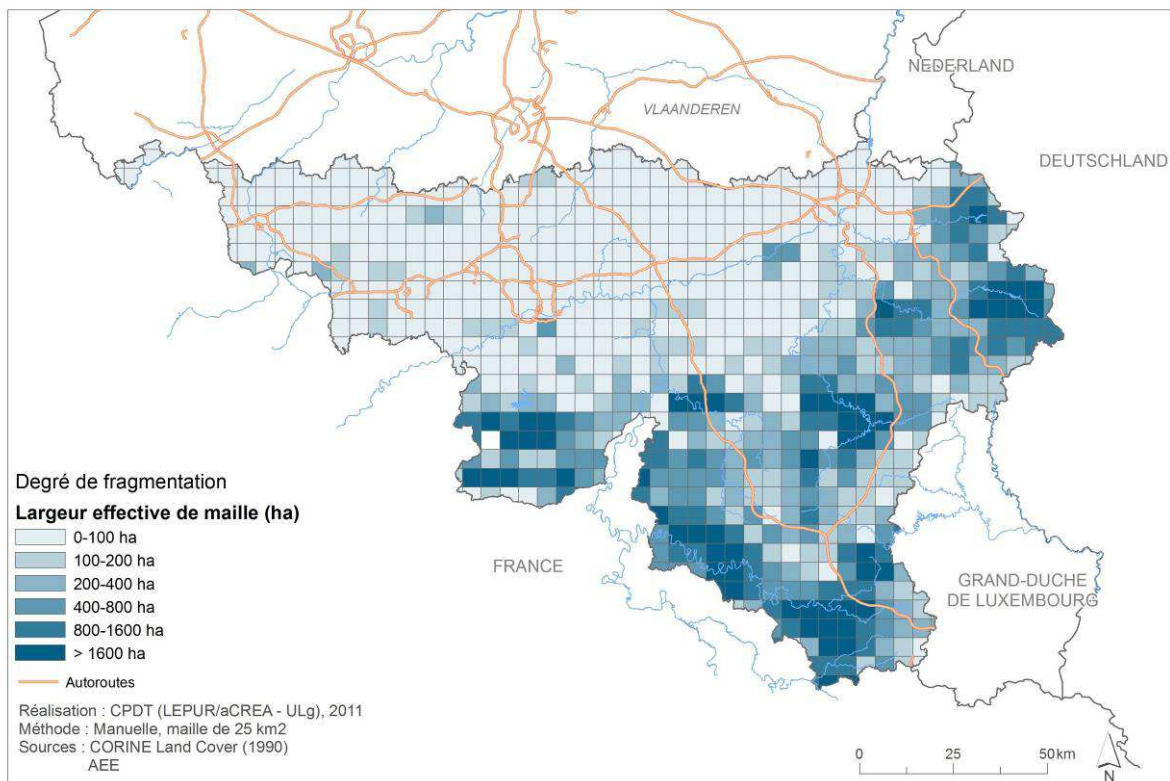 NEDERLAND
VLAANDEREN
DEUTSCHLAND
FRANCE
GRAND-DUCHE
DE LUXEMBOURG
Degré de fragmentation
Largeur effective de maille (ha)
0-100 ha
100-200 ha
200-400 ha
400-800 ha
800-1600 ha
> 1600 ha
Autoroutes
Réalisation : CPDT (LEPUR/aCREA - ULg), 2011
Méthode : Manuelle, maille de 25 km2
Sources : CORINE Land Cover (1990)
AEE
0 25 50 km
N